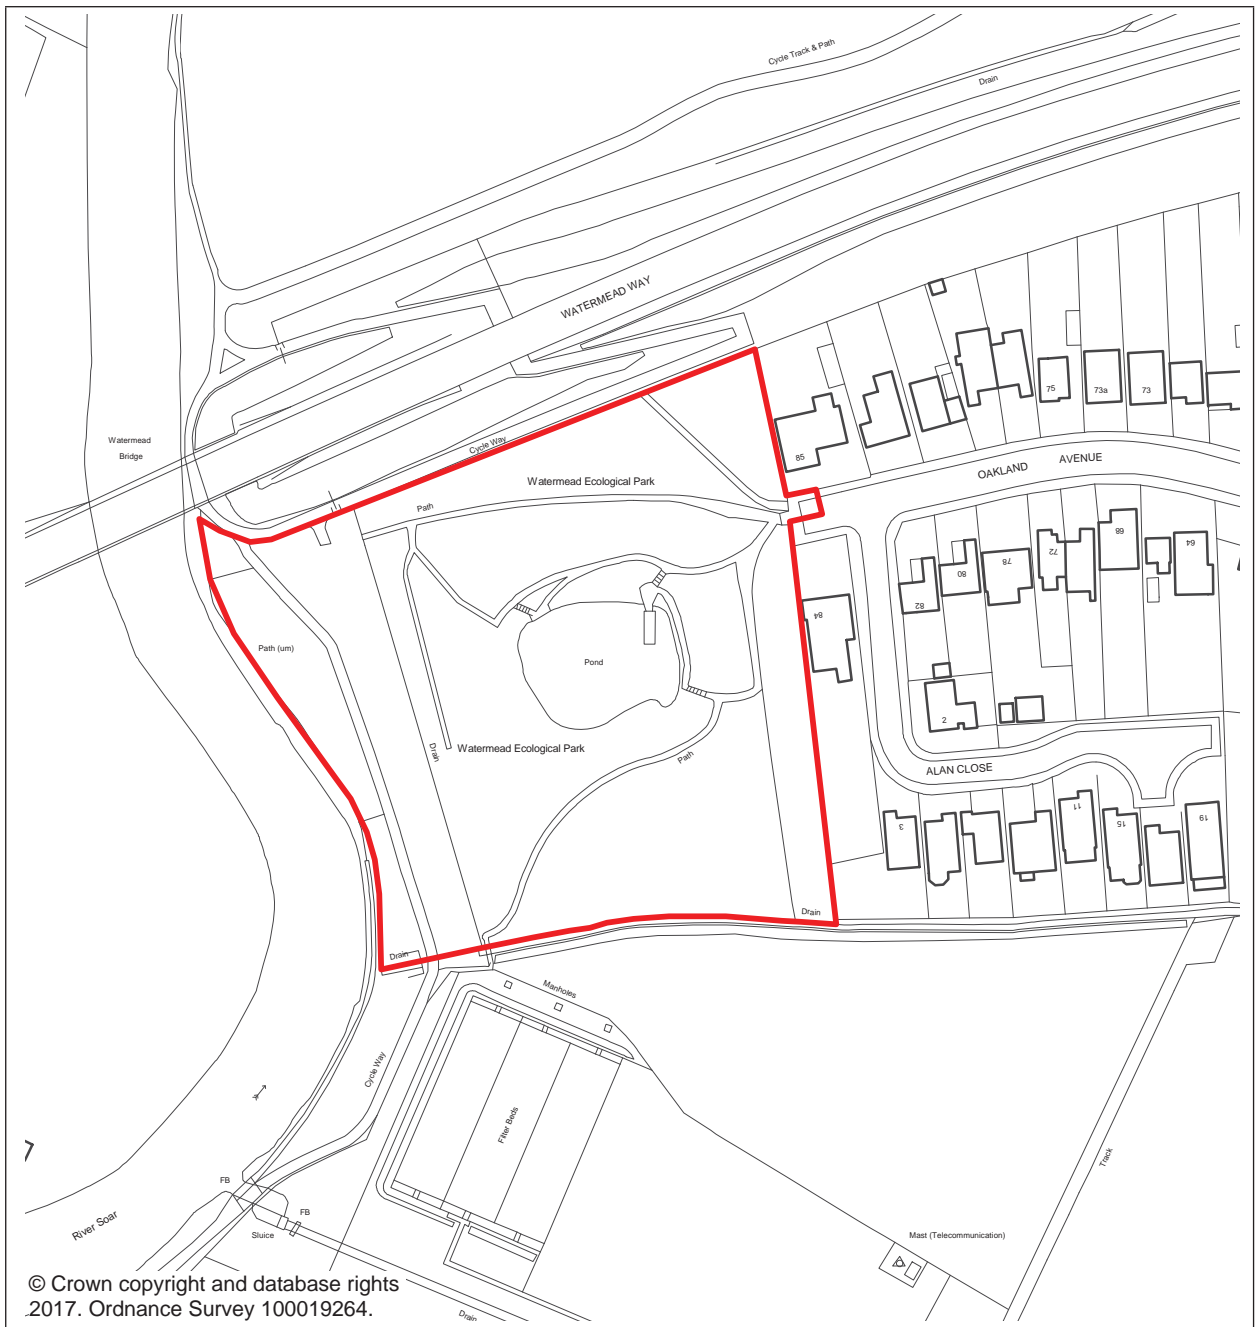 Cycle Track & Path
Drain
WATERMEAD WAY
Watermead
Bridge
Cycle Way
75
73a
73
85
OAKLAND AVENUE
Watermead Ecological Park
Path
82
80
78
72
68
64
84
Path (um)
Pond
2
Drain
Watermead Ecological Park
Path
ALAN CLOSE
3
11
15
19
Drain
Drain
Manholes
Cycle Way
Filter Beds
Track
FB
FB
River Soar
Sluice
Mast (Telecommunication)
© Crown copyright and database rights
2017. Ordnance Survey 100019264.
Drain